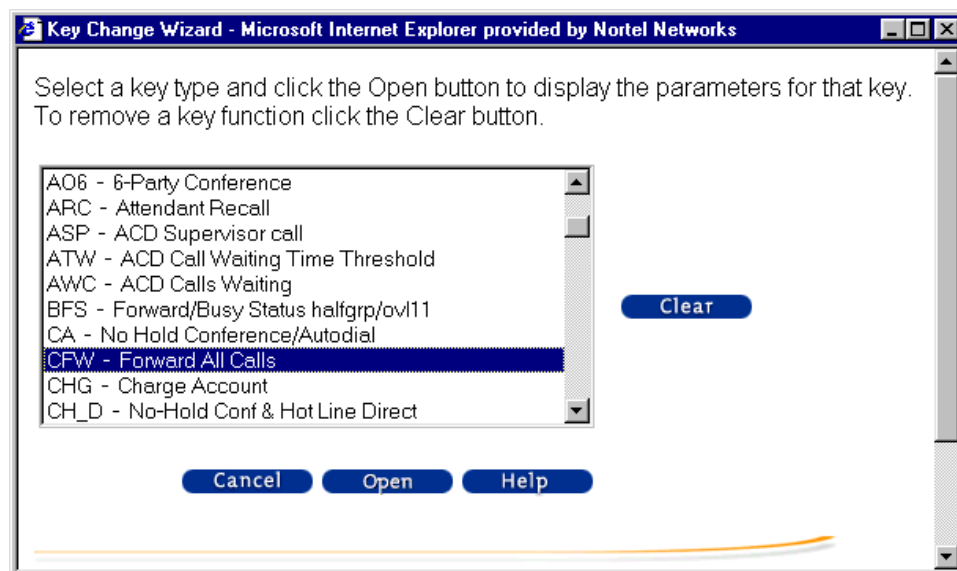 Key Change Wizard - Microsoft Internet Explorer provided by Nortel Networks
Select a key type and click the Open button to display the parameters for that key.
To remove a key function click the Clear button.
AO6 - 6-Party Conference
ARC - Attendant Recall
ASP - ACD Supervisor call
ATW - ACD Call Waiting Time Threshold
AWC - ACD Calls Waiting
BFS - Forward/Busy Status halfgrp/ovl11
CA - No Hold Conference/Autodial
CFW - Forward All Calls
CHG - Charge Account
CH_D - No-Hold Conf & Hot Line Direct
Clear
Cancel Open Help